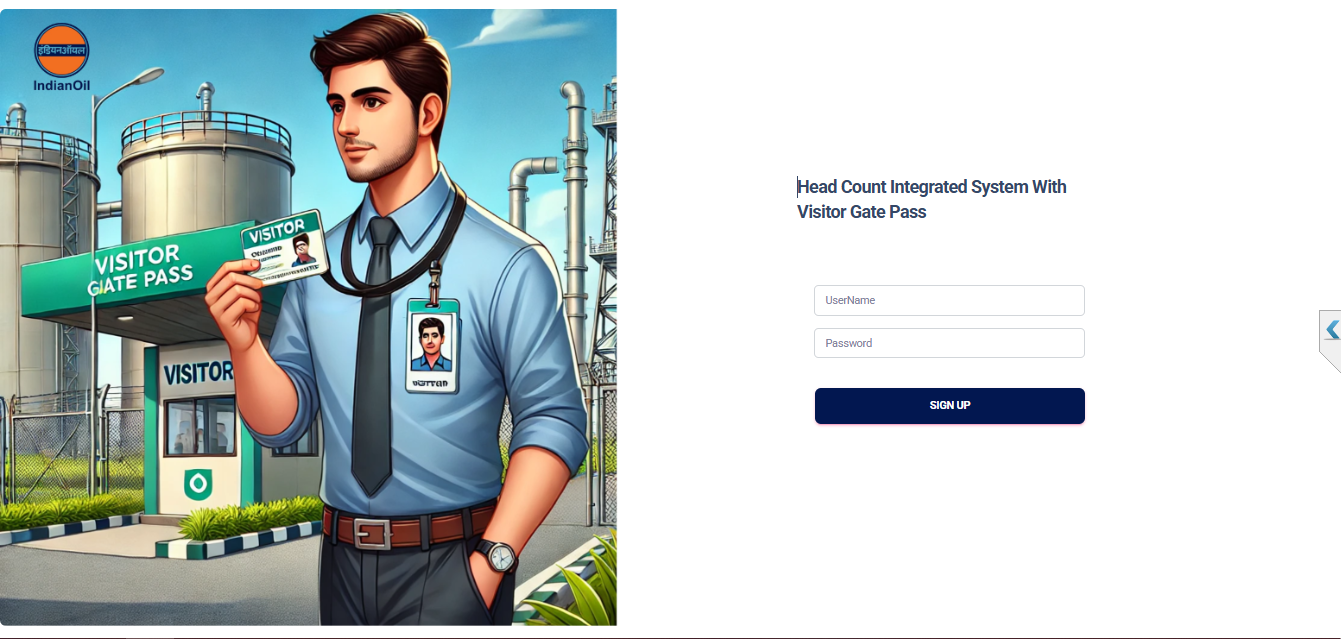 इंडियनऑयल
IndianOil
VISITOR
GATE PASS
VISITOR
VISITOR
Head Count Integrated System With
Visitor Gate Pass
UserName
Password
SIGN UP